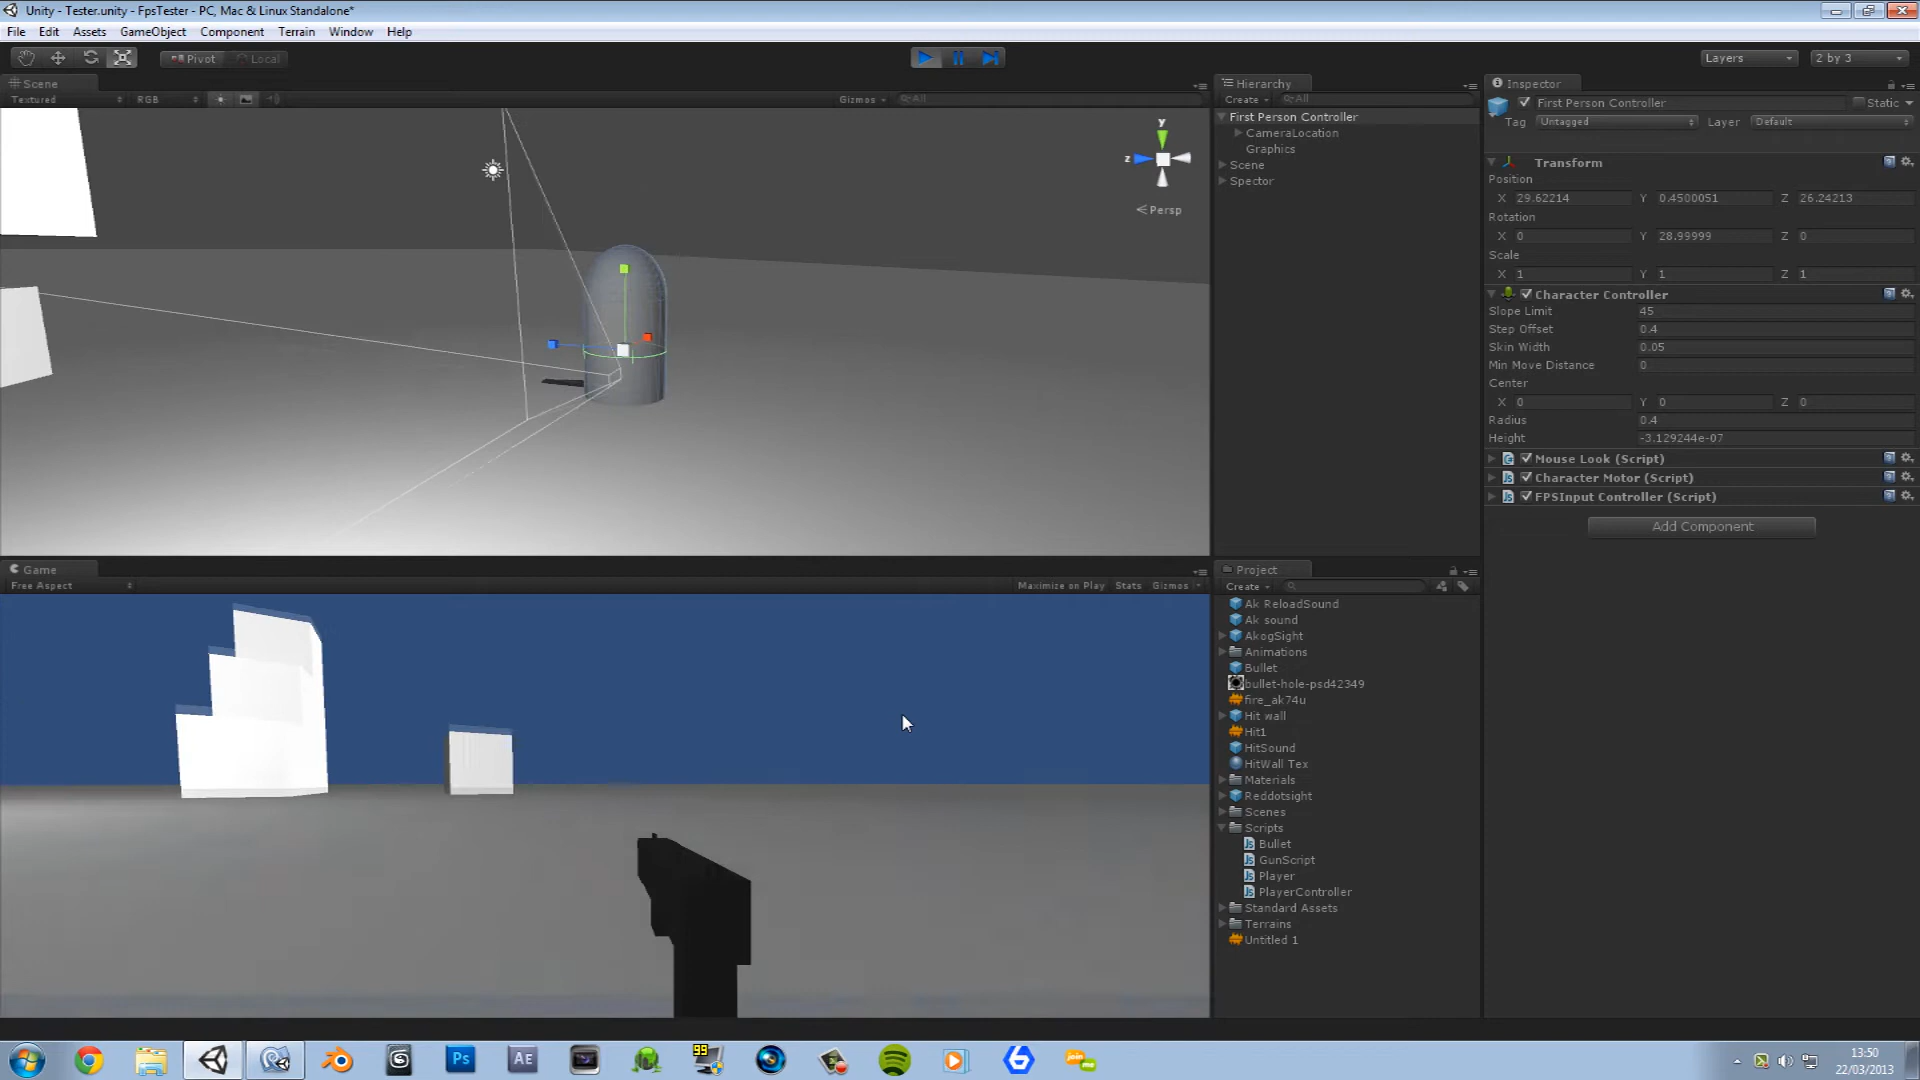 Unity - Tester.unity - FpsTester - PC, Mac & Linux Standalone*
File Edit Assets GameObject Component Terrain Window Help
Pivot Local Layers 2 by 3
Scene
Textured RGB Gizmos All
y
z
Persp
Hierarchy
Create All
First Person Controller
CameraLocation
Graphics
Scene
Spector
Inspector
First Person Controller Static
Tag Untagged Layer Default
Transform
Position
X 29.62214 Y 0.4500051 Z 26.24213
Rotation
X 0 Y 28.99999 Z 0
Scale
X 1 Y 1 Z 1
Character Controller
Slope Limit 45
Step Offset 0.4
Skin Width 0.05
Min Move Distance 0
Center
X 0 Y 0 Z 0
Radius 0.4
Height -3.129244e-07
Mouse Look (Script)
Character Motor (Script)
FPSInput Controller (Script)
Add Component
Game
Free Aspect Maximize on Play Stats Gizmos
Project
Create
Ak ReloadSound
Ak sound
AkogSight
Animations
Bullet
bullet-hole-psd42349
fire_ak74u
Hit wall
Hit1
HitSound
HitWall Tex
Materials
Reddotsight
Scenes
Scripts
Bullet
GunScript
Player
PlayerController
Standard Assets
Terrains
Untitled 1
Ps AE 99 join.me
13:50
22/03/2013